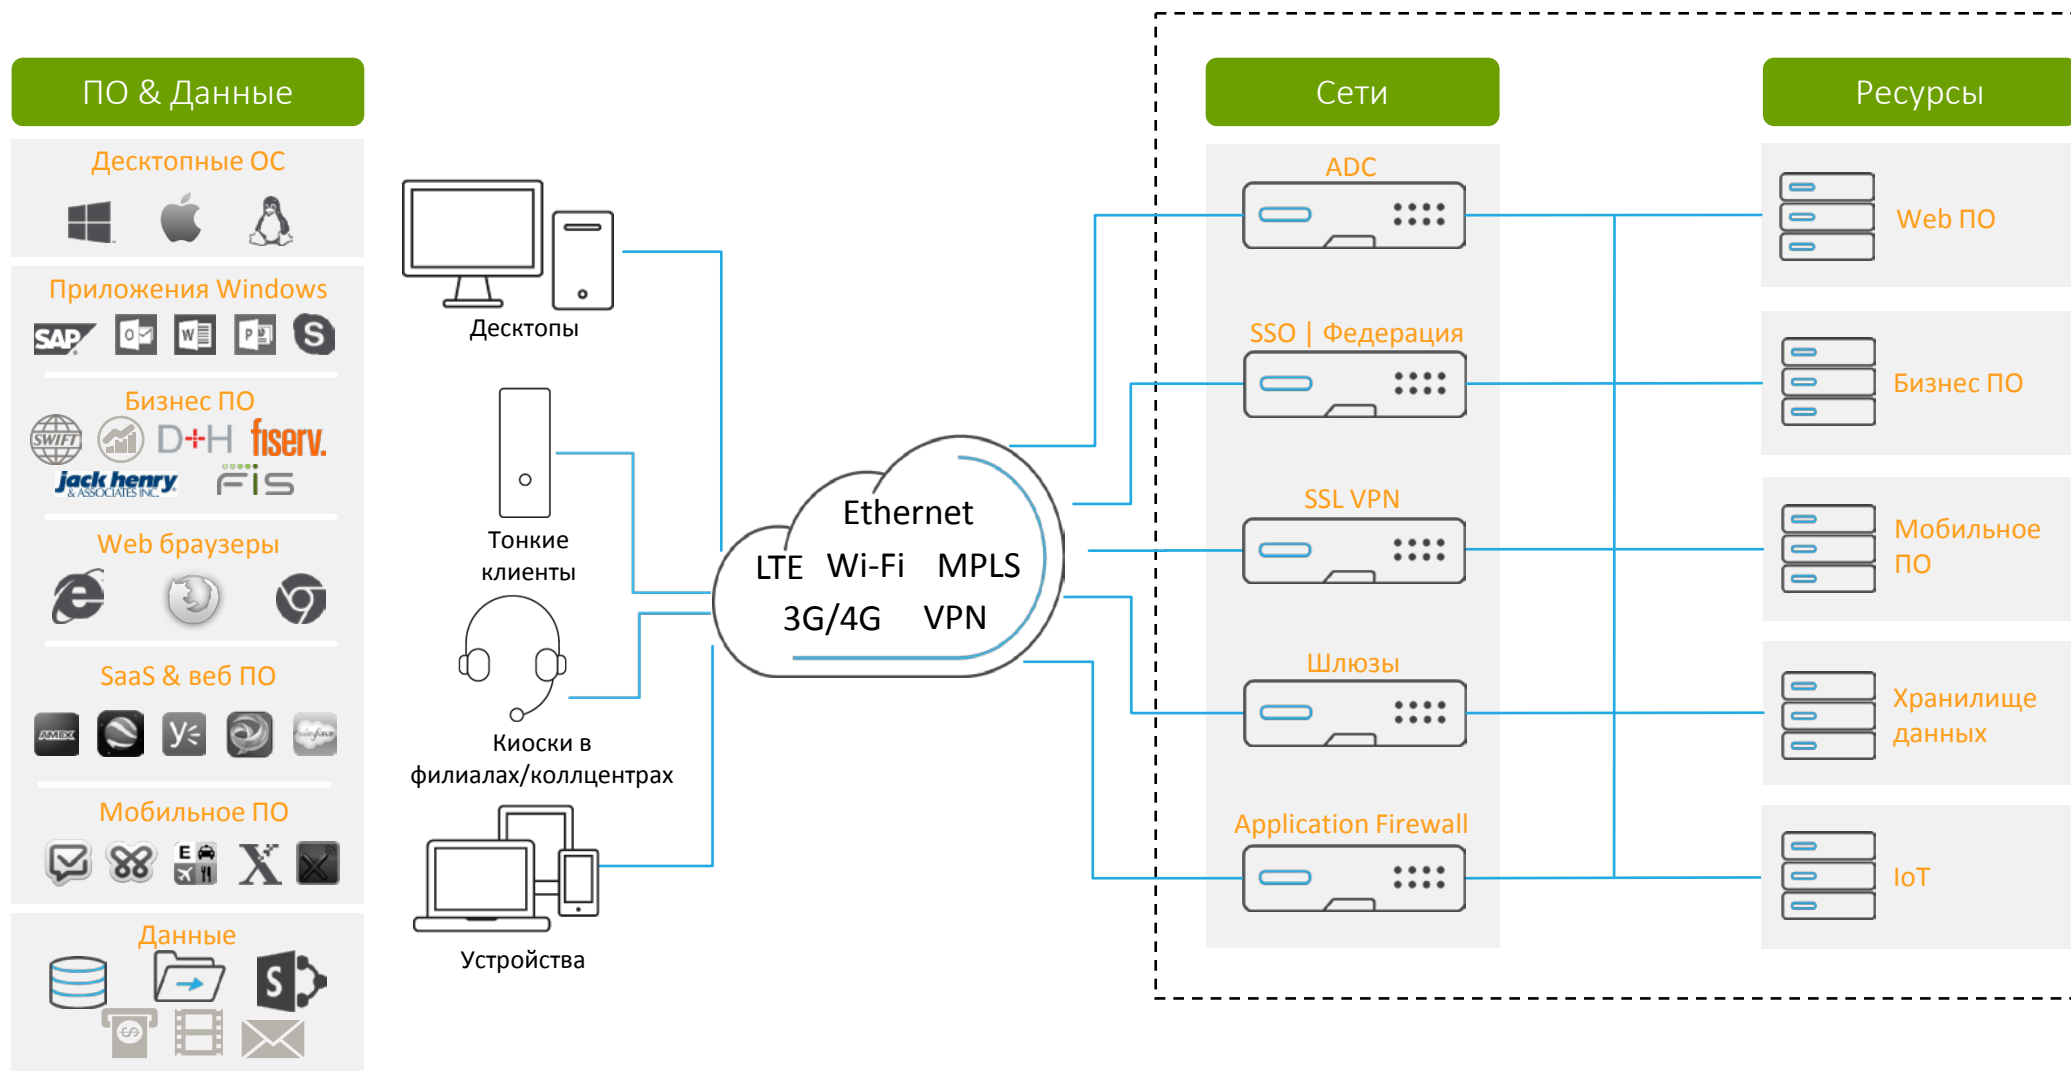 ПО & Данные
Десктопные ОС
Приложения Windows
SAP
Бизнес ПО
SWIFT
D+H
fiserv.
jack henry
& ASSOCIATES INC.
FIS
Web браузеры
SaaS & веб ПО
AMEX
salesforce
Мобильное ПО
Данные
Десктопы
Тонкие
клиенты
Киоски в
филиалах/коллцентрах
Устройства
Ethernet
LTE Wi-Fi MPLS
3G/4G VPN
Сети
ADC
SSO | Федерация
SSL VPN
Шлюзы
Application Firewall
Ресурсы
Web ПО
Бизнес ПО
Мобильное
ПО
Хранилище
данных
IoT